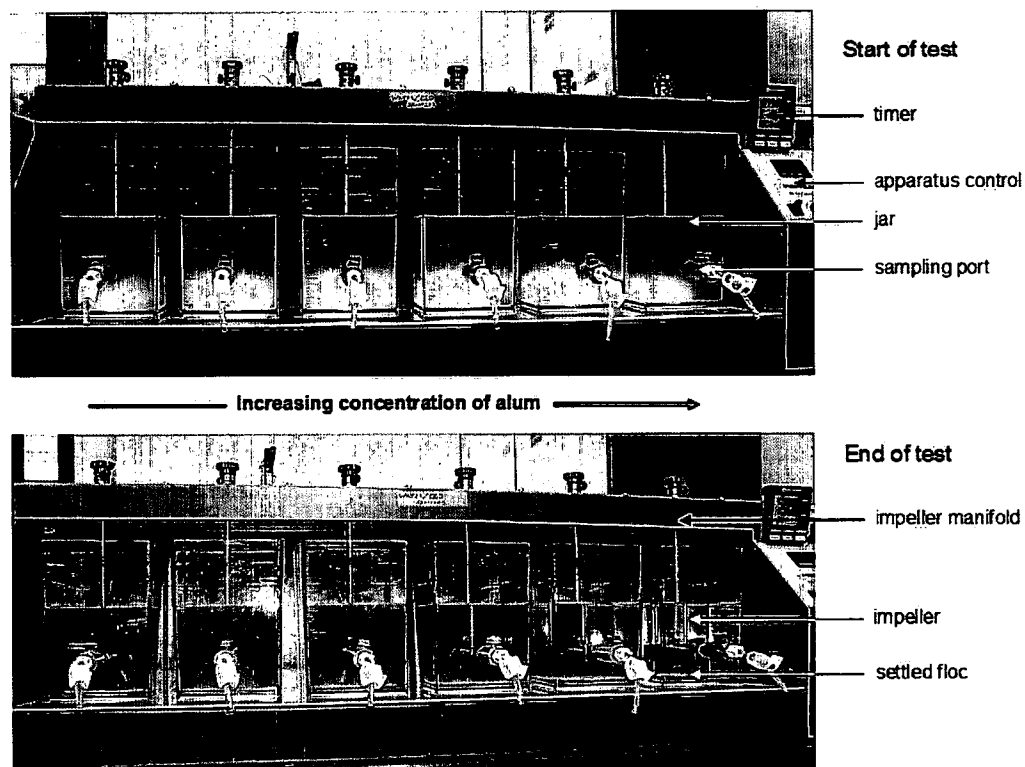 Start of test
timer
apparatus control
jar
sampling port
Increasing concentration of alum
End of test
impeller manifold
impeller
settled floc